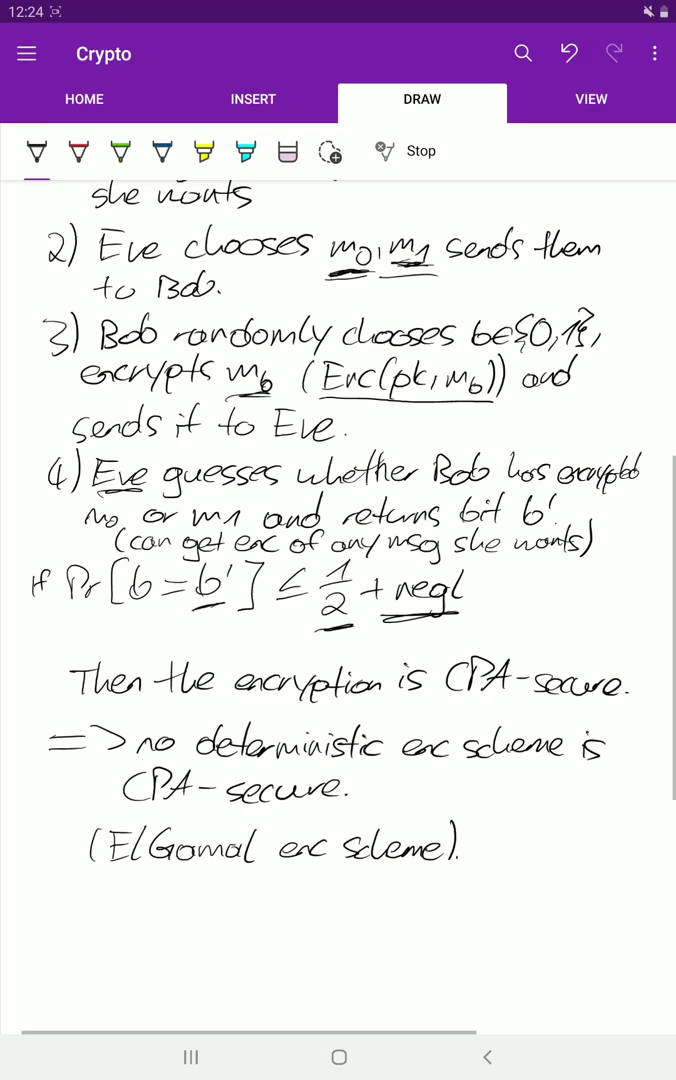 12:24
Crypto
HOME INSERT DRAW VIEW
Stop
she wants
2) Eve chooses m0, m1 sends them
to Bob.
3) Bob randomly chooses b∈{0,1},
encrypts mb (Enc(pk, mb)) and
sends it to Eve.
4) Eve guesses whether Bob has encrypted
m0 or m1 and returns bit b'.
(can get enc of any msg she wants)
If Pr[b = b'] ≤ 1/2 + negl
Then the encryption is CPA-secure.
=> no deterministic enc scheme is
CPA-secure.
(ElGamal enc scheme).